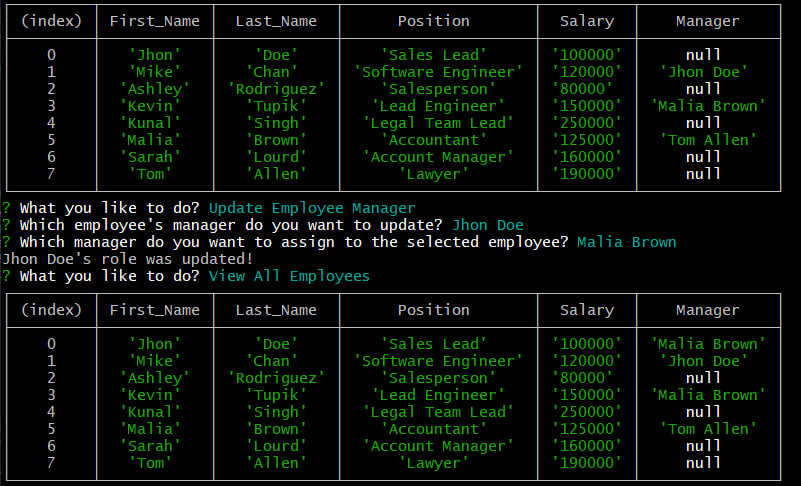 (index) First_Name Last_Name Position Salary Manager
0 'Jhon' 'Doe' 'Sales Lead' '100000' null
1 'Mike' 'Chan' 'Software Engineer' '120000' 'Jhon Doe'
2 'Ashley' 'Rodriguez' 'Salesperson' '80000' null
3 'Kevin' 'Tupik' 'Lead Engineer' '150000' 'Malia Brown'
4 'Kunal' 'Singh' 'Legal Team Lead' '250000' null
5 'Malia' 'Brown' 'Accountant' '125000' 'Tom Allen'
6 'Sarah' 'Lourd' 'Account Manager' '160000' null
7 'Tom' 'Allen' 'Lawyer' '190000' null
? What you like to do? Update Employee Manager
? Which employee's manager do you want to update? Jhon Doe
? Which manager do you want to assign to the selected employee? Malia Brown
Jhon Doe's role was updated!
? What you like to do? View All Employees
(index) First_Name Last_Name Position Salary Manager
0 'Jhon' 'Doe' 'Sales Lead' '100000' 'Malia Brown'
1 'Mike' 'Chan' 'Software Engineer' '120000' 'Jhon Doe'
2 'Ashley' 'Rodriguez' 'Salesperson' '80000' null
3 'Kevin' 'Tupik' 'Lead Engineer' '150000' 'Malia Brown'
4 'Kunal' 'Singh' 'Legal Team Lead' '250000' null
5 'Malia' 'Brown' 'Accountant' '125000' 'Tom Allen'
6 'Sarah' 'Lourd' 'Account Manager' '160000' null
7 'Tom' 'Allen' 'Lawyer' '190000' null